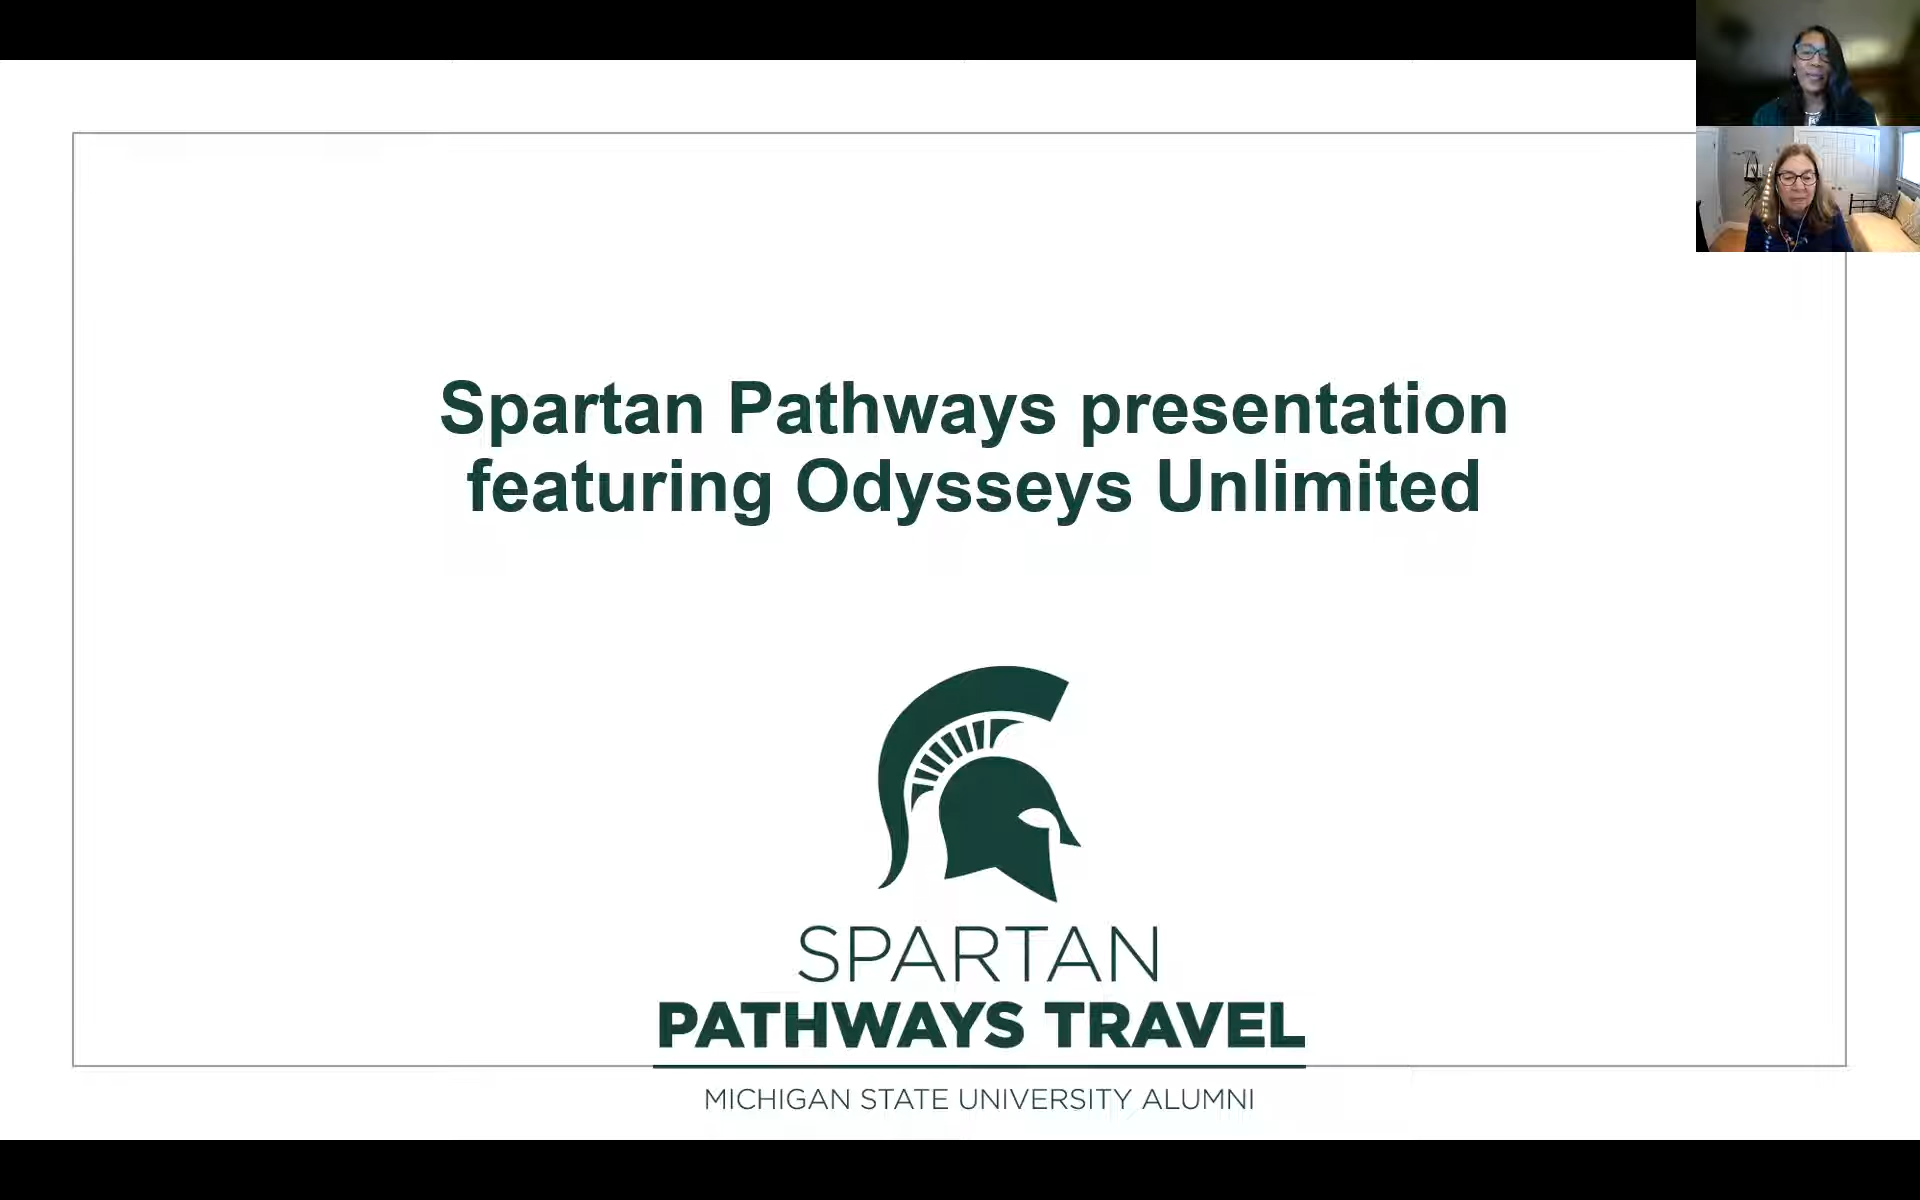 Spartan Pathways presentation
featuring Odysseys Unlimited
SPARTAN
PATHWAYS TRAVEL
MICHIGAN STATE UNIVERSITY ALUMNI